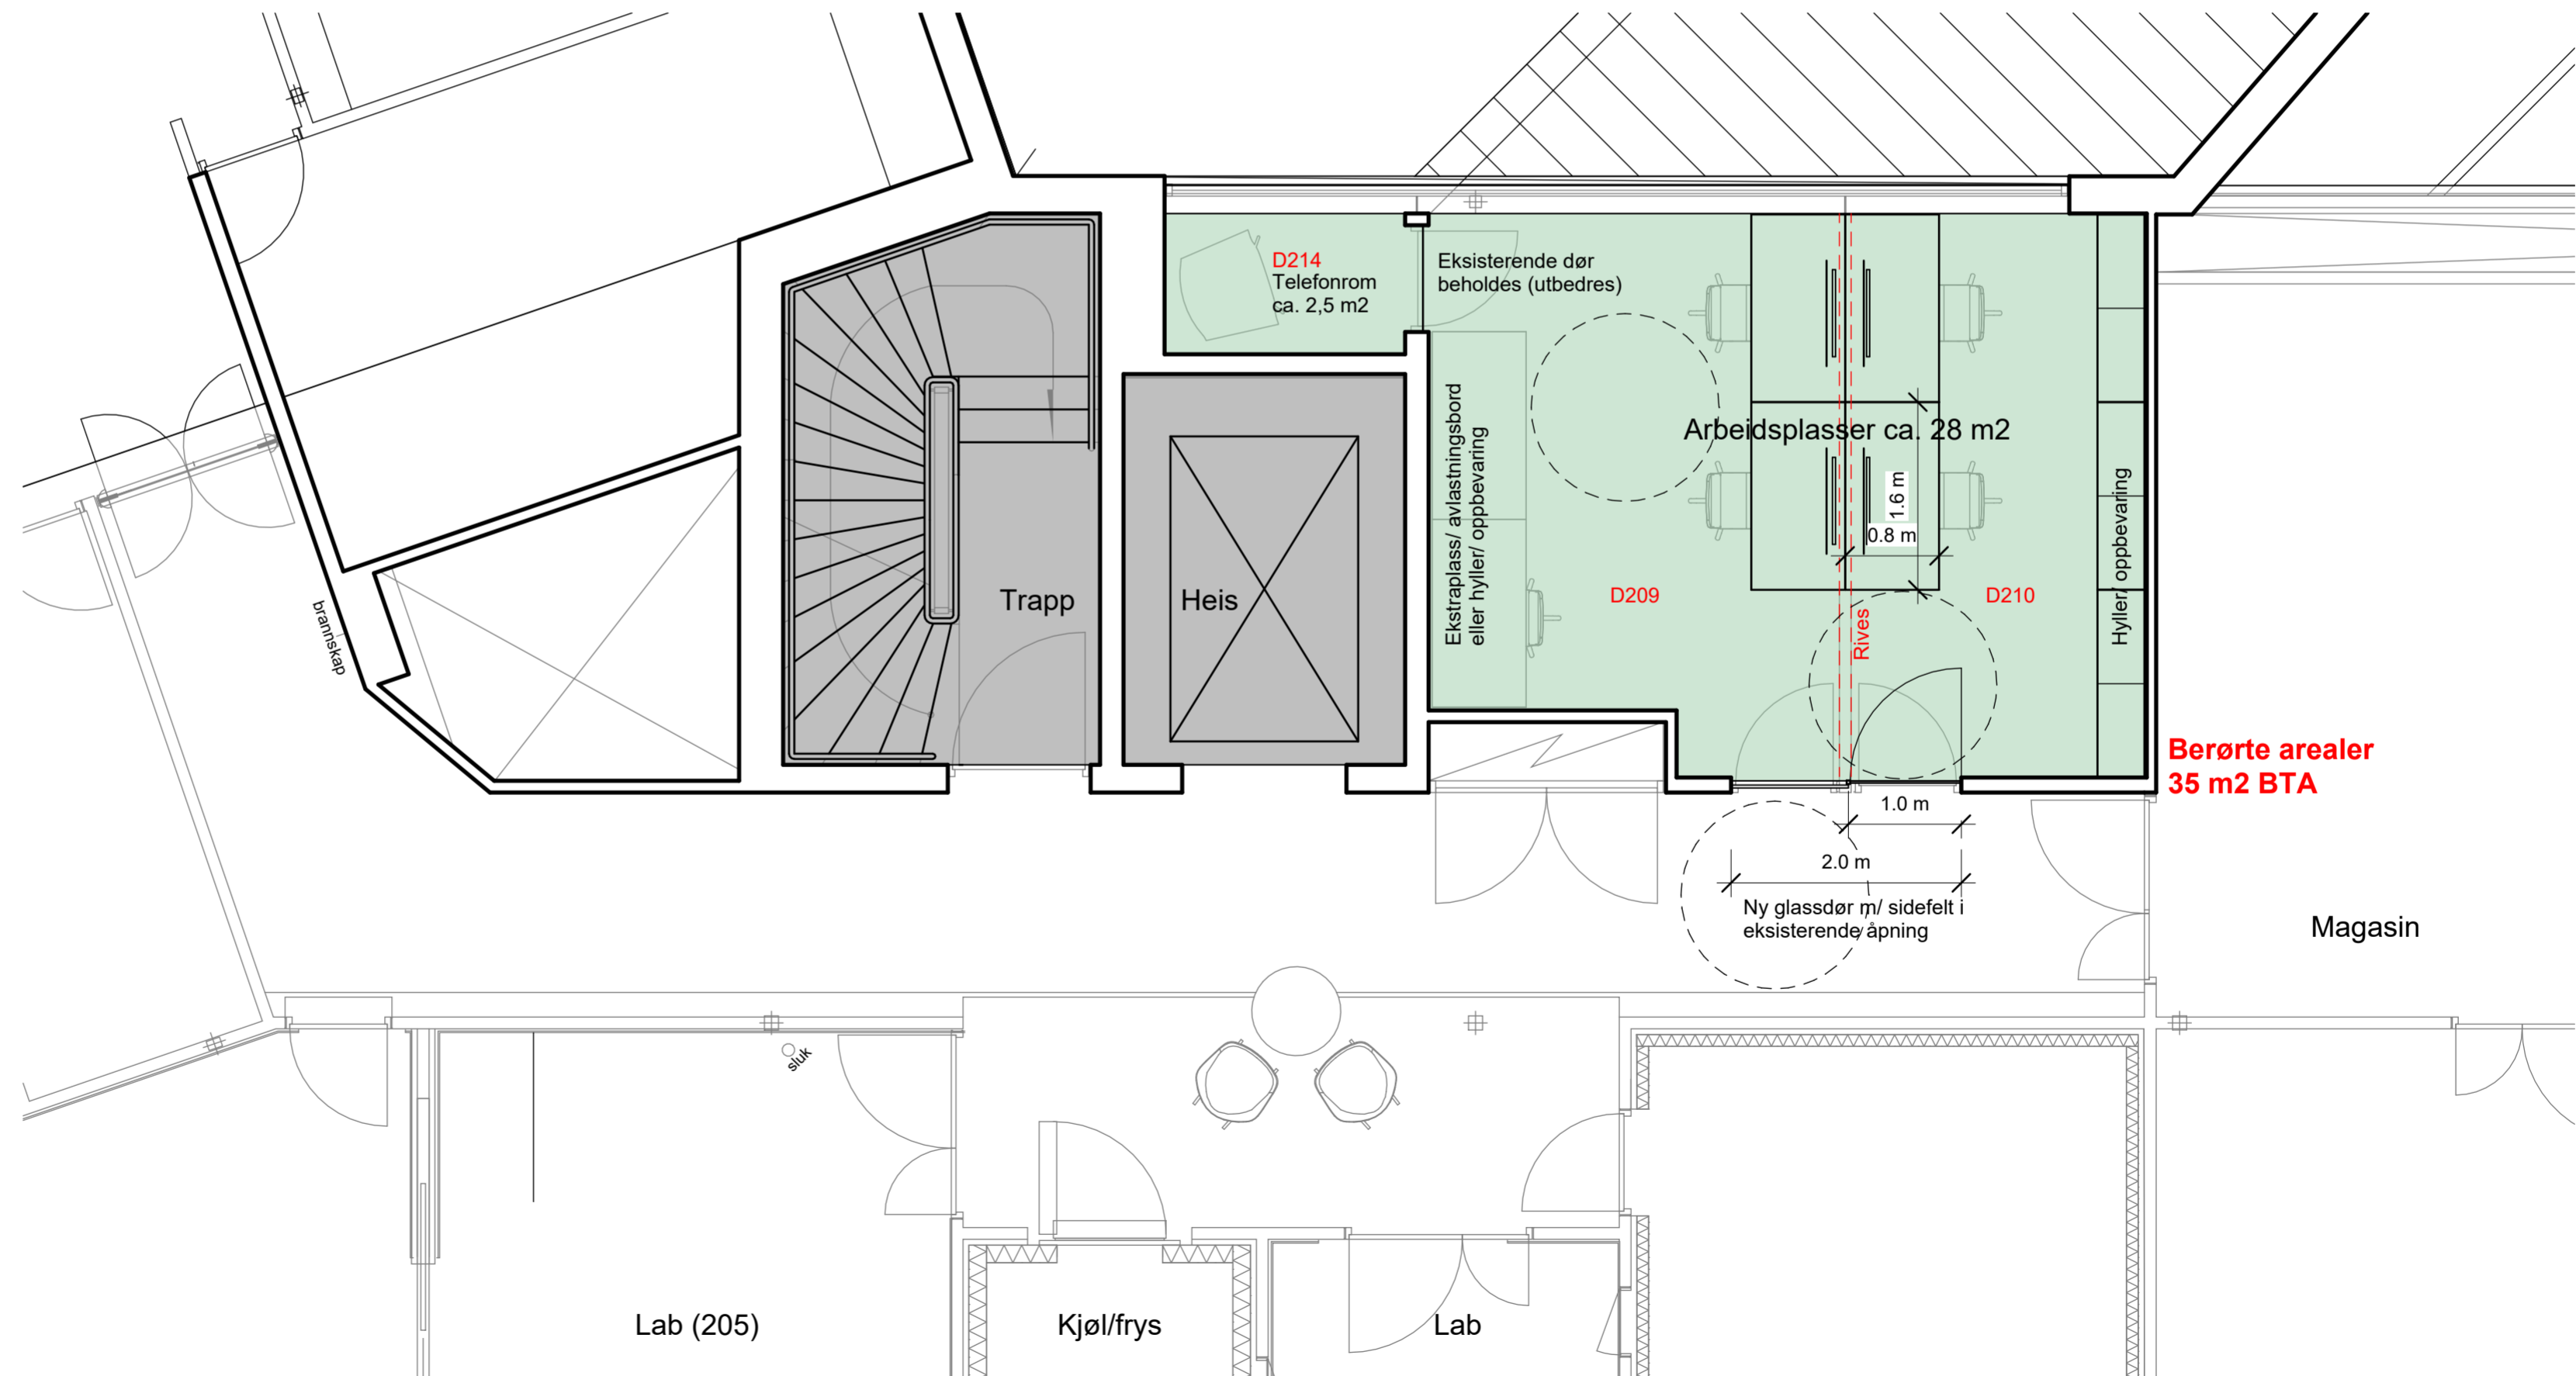 D214
Telefonrom
ca. 2,5 m2
Eksisterende dør
beholdes (utbedres)
Arbeidsplasser ca. 28 m2
Ekstraplass/ avlastningsbord
eller hyller/ oppbevaring
1.6 m
0.8 m
Hyller/ oppbevaring
D209
D210
Rives
Trapp
Heis
brannskap
Berørte arealer
35 m2 BTA
1.0 m
2.0 m
Ny glassdør m/ sidefelt i
eksisterende åpning
Magasin
sluk
Lab (205)
Kjøl/frys
Lab